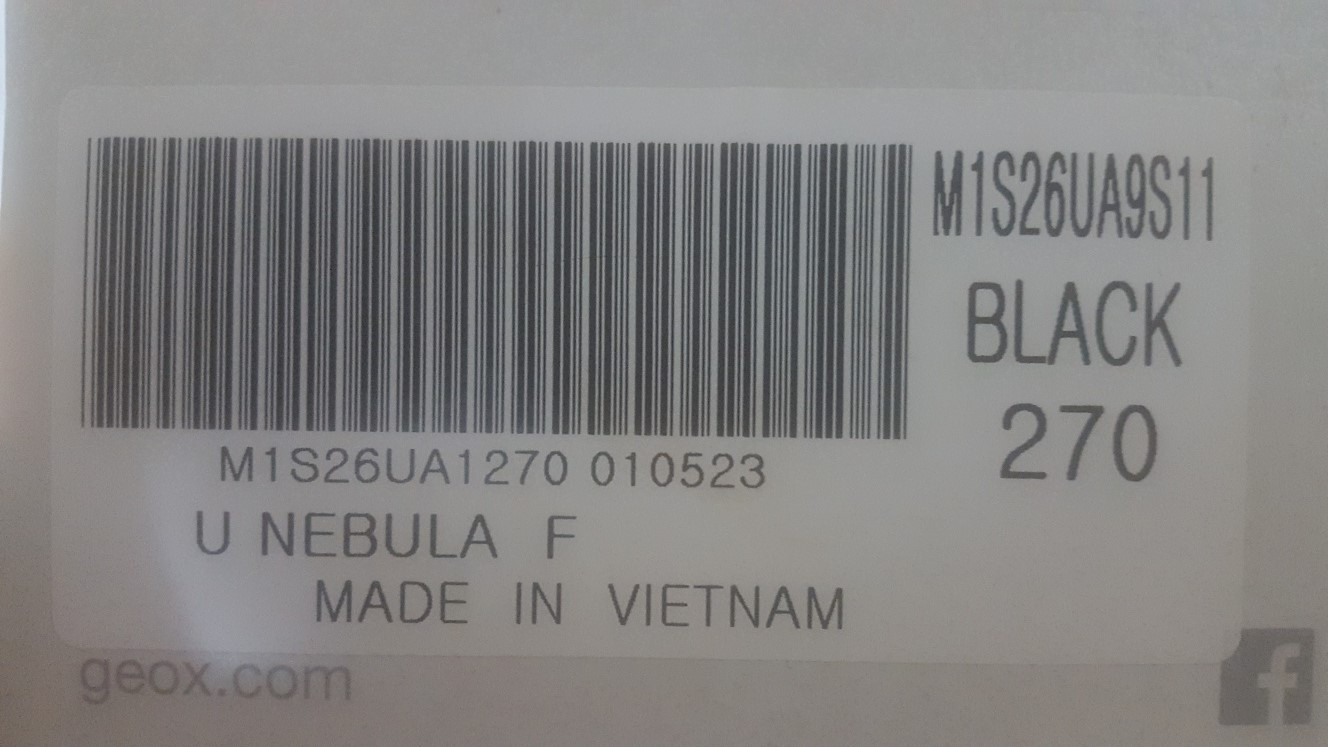 M1S26UA9S11
BLACK
270
M1S26UA1270 010523
U NEBULA F
MADE IN VIETNAM
geox.com
f